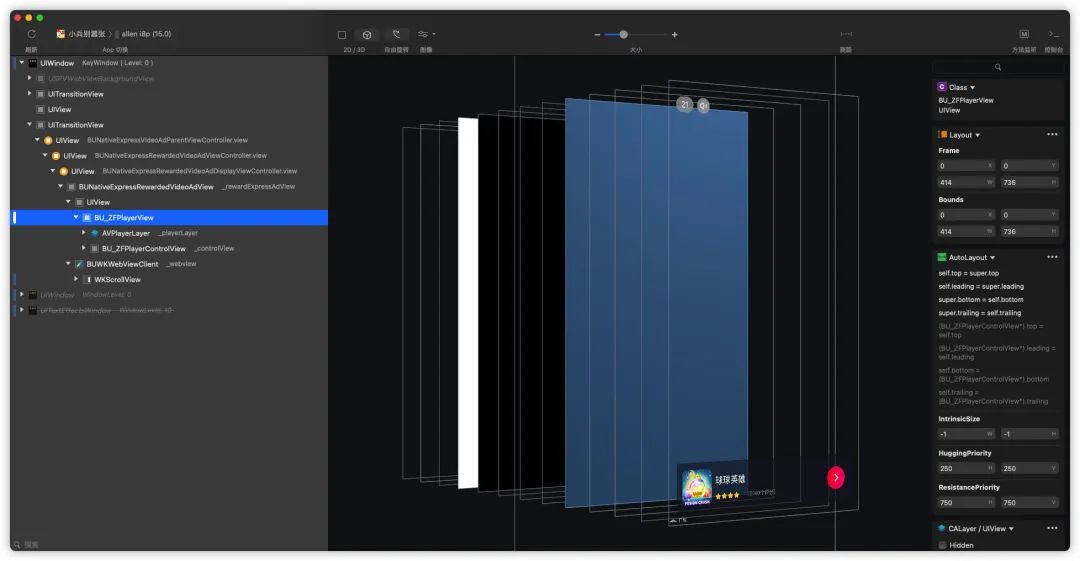 小兵别嚣张 〉 allen i8p (15.0)
刷新
App 切换
2D / 3D
自由旋转
图像
大小
测距
方法监听
控制台
UIWindow KeyWindow ( Level: 0 )
UITransitionView
UIView
UITransitionView
UIView BUNativeExpressVideoAdParentViewController.view
UIView BUNativeExpressRewardedVideoAdViewController.view
UIView BUNativeExpressRewardedVideoAdDisplayViewController.view
BUNativeExpressRewardedVideoAdView _rewardExpressAdView
UIView
BU_ZFPlayerView
AVPlayerLayer _playerLayer
BU_ZFPlayerControlView _controlView
BUWKWebViewClient _webview
WKScrollView
UIWindow WindowLevel: 0
UITextEffectsWindow WindowLevel: 10
搜索
21
球球英雄
广告
Class
BU_ZFPlayerView
UIView
Layout
Frame
0 X 0 Y
414 W 736 H
Bounds
0 X 0 Y
414 W 736 H
AutoLayout
self.top = super.top
self.leading = super.leading
super.bottom = self.bottom
super.trailing = self.trailing
(BU_ZFPlayerControlView*).top =
self.top
(BU_ZFPlayerControlView*).leading =
self.leading
self.bottom =
(BU_ZFPlayerControlView*).bottom
self.trailing =
(BU_ZFPlayerControlView*).trailing
IntrinsicSize
-1 W -1 H
HuggingPriority
250 H 250 V
ResistancePriority
750 H 750 V
CALayer / UIView
Hidden